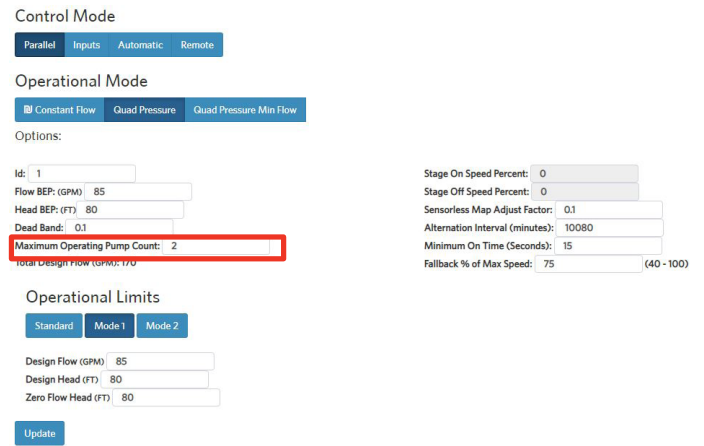 Control Mode
Parallel Inputs Automatic Remote
Operational Mode
Constant Flow Quad Pressure Quad Pressure Min Flow
Options:
Id: 1
Flow BEP: (GPM) 85
Head BEP: (FT) 80
Dead Band: 0.1
Maximum Operating Pump Count: 2
Total Design Flow (GPM): 170
Stage On Speed Percent: 0
Stage Off Speed Percent: 0
Sensorless Map Adjust Factor: 0.1
Alternation Interval (minutes): 10080
Minimum On Time (Seconds): 15
Fallback % of Max Speed: 75 (40 - 100)
Operational Limits
Standard Mode 1 Mode 2
Design Flow (GPM) 85
Design Head (FT) 80
Zero Flow Head (FT) 80
Update